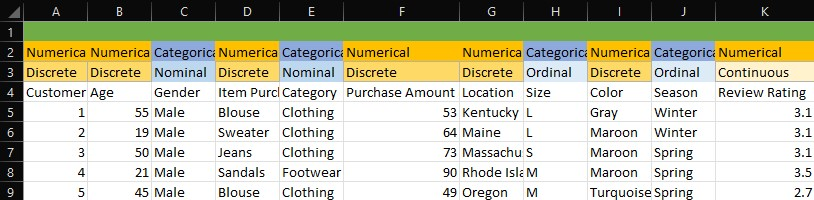 A B C D E F G H I J K
1
2 Numerica Numerica Categorica Numerica Categorica Numerical Numerica Categorica Numerica Categorica Numerical
3 Discrete Discrete Nominal Discrete Nominal Discrete Discrete Ordinal Discrete Ordinal Continuous
4 Customer Age Gender Item Purcl Category Purchase Amount Location Size Color Season Review Rating
5 1 55 Male Blouse Clothing 53 Kentucky L Gray Winter 3.1
6 2 19 Male Sweater Clothing 64 Maine L Maroon Winter 3.1
7 3 50 Male Jeans Clothing 73 Massachu S Maroon Spring 3.1
8 4 21 Male Sandals Footwear 90 Rhode Isla M Maroon Spring 3.5
9 5 45 Male Blouse Clothing 49 Oregon M Turquoise Spring 2.7